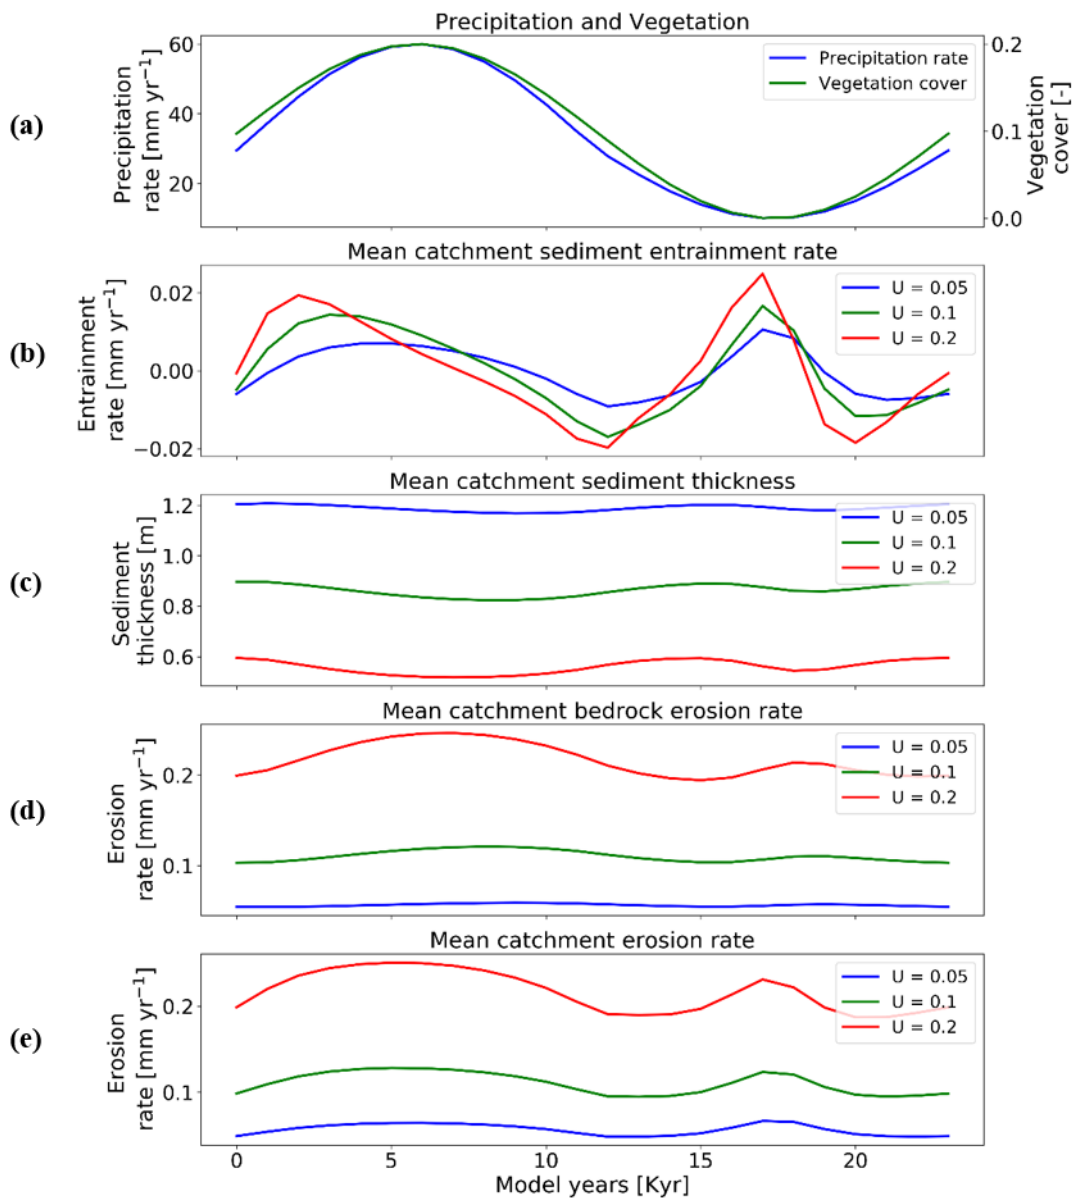 Precipitation and Vegetation
(a)
Precipitation
rate [mm yr⁻¹]
60
40
20
Precipitation rate
Vegetation cover
0.2
0.1
0.0
Vegetation
cover [-]
Mean catchment sediment entrainment rate
(b)
Entrainment
rate [mm yr⁻¹]
0.02
0.00
−0.02
U = 0.05
U = 0.1
U = 0.2
Mean catchment sediment thickness
(c)
Sediment
thickness [m]
1.2
1.0
0.8
0.6
U = 0.05
U = 0.1
U = 0.2
Mean catchment bedrock erosion rate
(d)
Erosion
rate [mm yr⁻¹]
0.2
0.1
U = 0.05
U = 0.1
U = 0.2
Mean catchment erosion rate
(e)
Erosion
rate [mm yr⁻¹]
0.2
0.1
U = 0.05
U = 0.1
U = 0.2
0 5 10 15 20
Model years [Kyr]